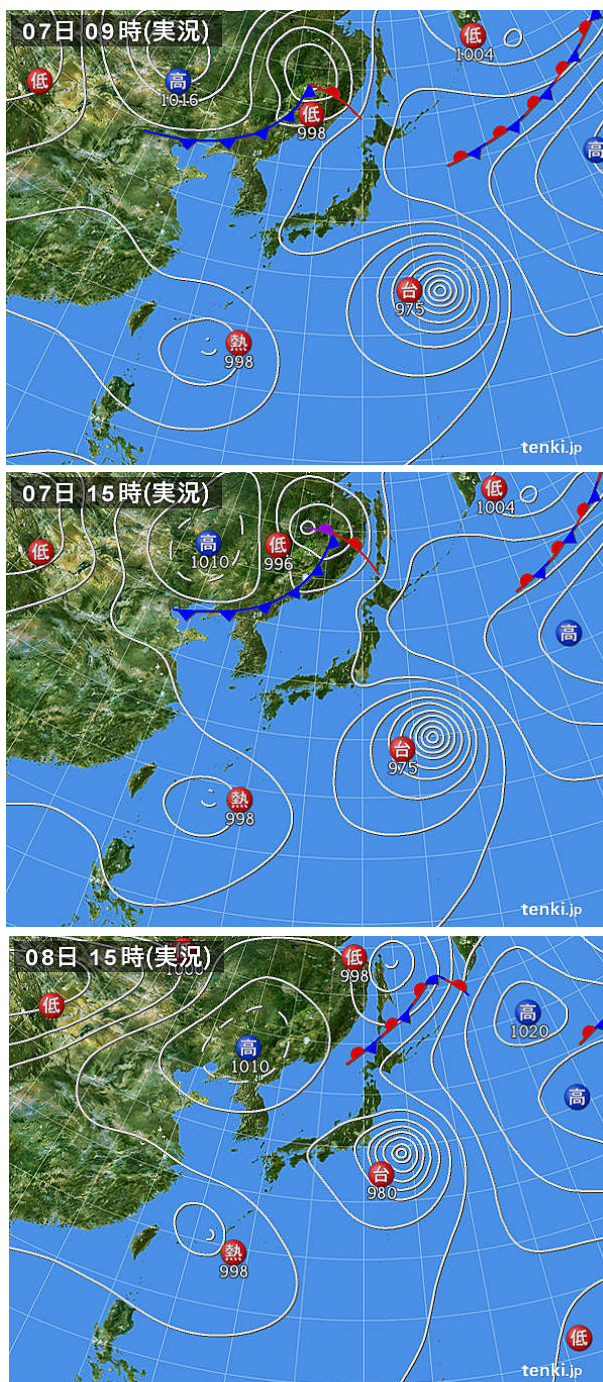 07日 09時(実況)
低
1004
低
高
1016
低
998
高
台
975
熱
998
tenki.jp
07日 15時(実況)
低
1004
高
1010
低
996
低
高
台
975
熱
998
tenki.jp
08日 15時(実況)
低
998
低
高
1020
高
1010
高
台
980
熱
998
低
tenki.jp